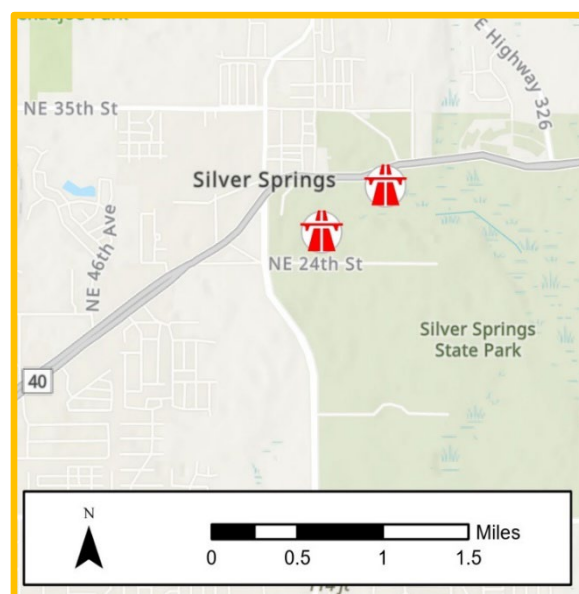 NE 35th St
E Highway 326
Silver Springs
NE 46th Ave
NE 24th St
Silver Springs
State Park
40
N
Miles
0 0.5 1 1.5